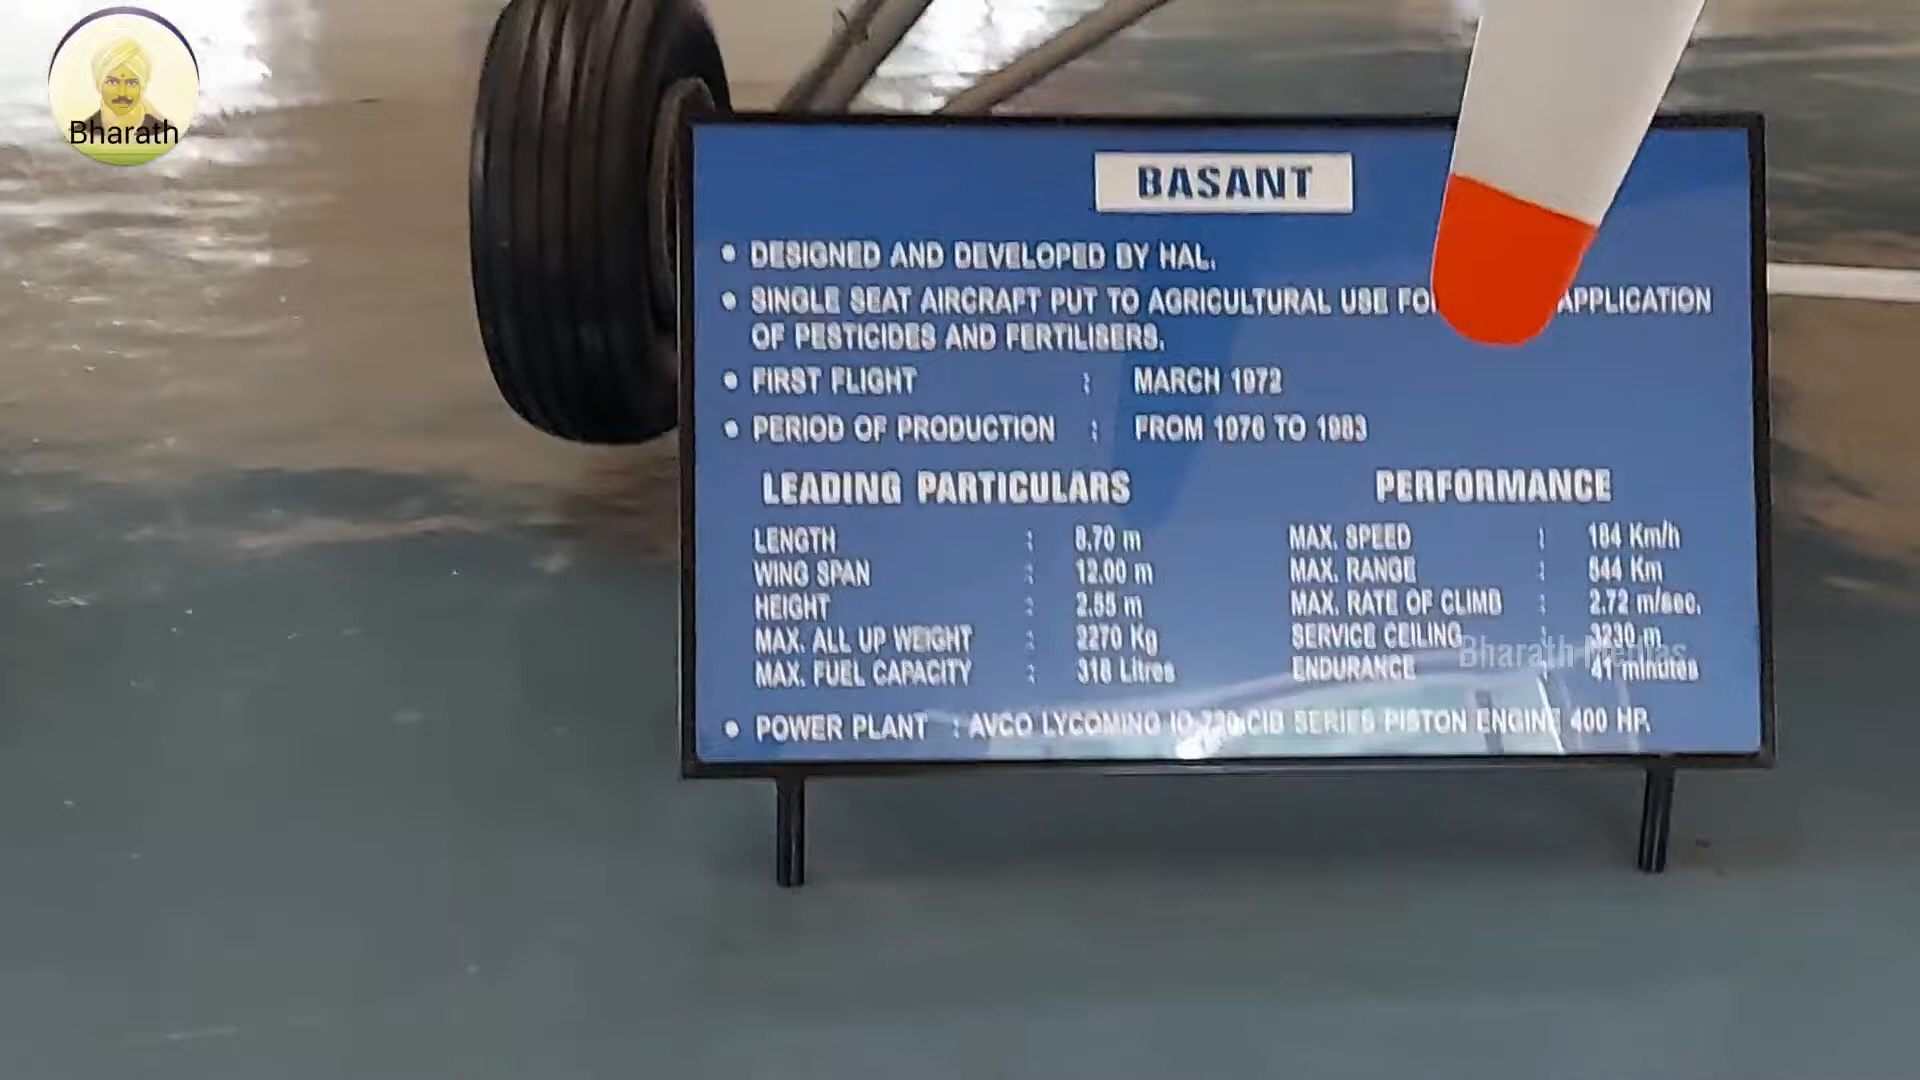 Bharath
BASANT
DESIGNED AND DEVELOPED BY HAL.
SINGLE SEAT AIRCRAFT PUT TO AGRICULTURAL USE APPLICATION
OF PESTICIDES AND FERTILISERS.
FIRST FLIGHT : MARCH 1972
PERIOD OF PRODUCTION : FROM 1976 TO 1983
LEADING PARTICULARS
LENGTH : 8.70 m
WING SPAN : 12.00 m
HEIGHT : 2.55 m
MAX. ALL UP WEIGHT : 2270 Kg
MAX. FUEL CAPACITY : 318 Litres
PERFORMANCE
MAX. SPEED : 184 Km/h
MAX. RANGE : Km
MAX. RATE OF CLIMB : 2.72 m/sec.
SERVICE CEILING : 3230 m
ENDURANCE : 41 minutes
POWER PLANT : AVCO LYCOMING SERIES PISTON ENGINE 400 HP.
Bharath Medias